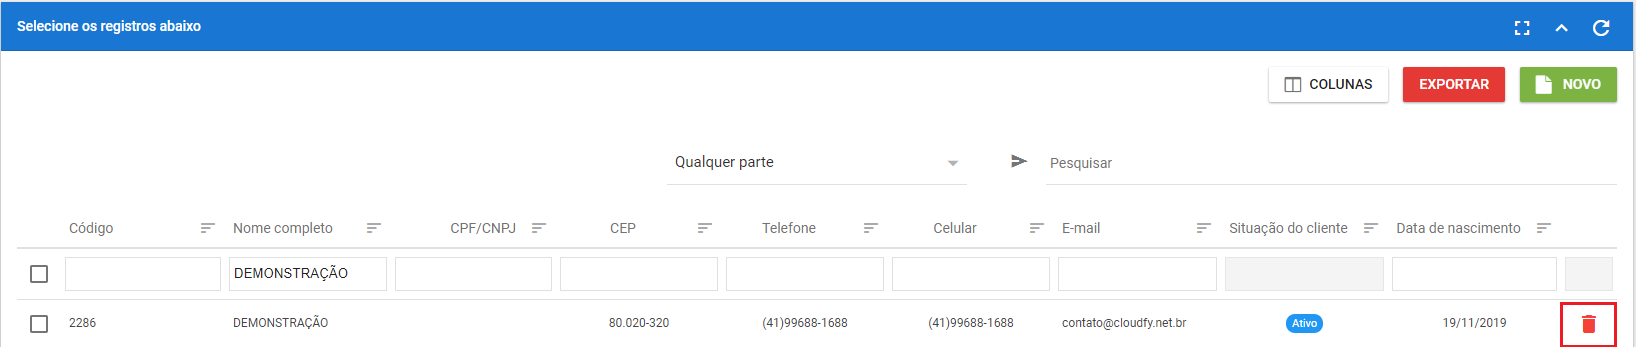 Selecione os registros abaixo
COLUNAS EXPORTAR NOVO
Qualquer parte Pesquisar
Código Nome completo CPF/CNPJ CEP Telefone Celular E-mail Situação do cliente Data de nascimento
DEMONSTRAÇÃO
2286 DEMONSTRAÇÃO 80.020-320 (41)99688-1688 (41)99688-1688 contato@cloudfy.net.br Ativo 19/11/2019